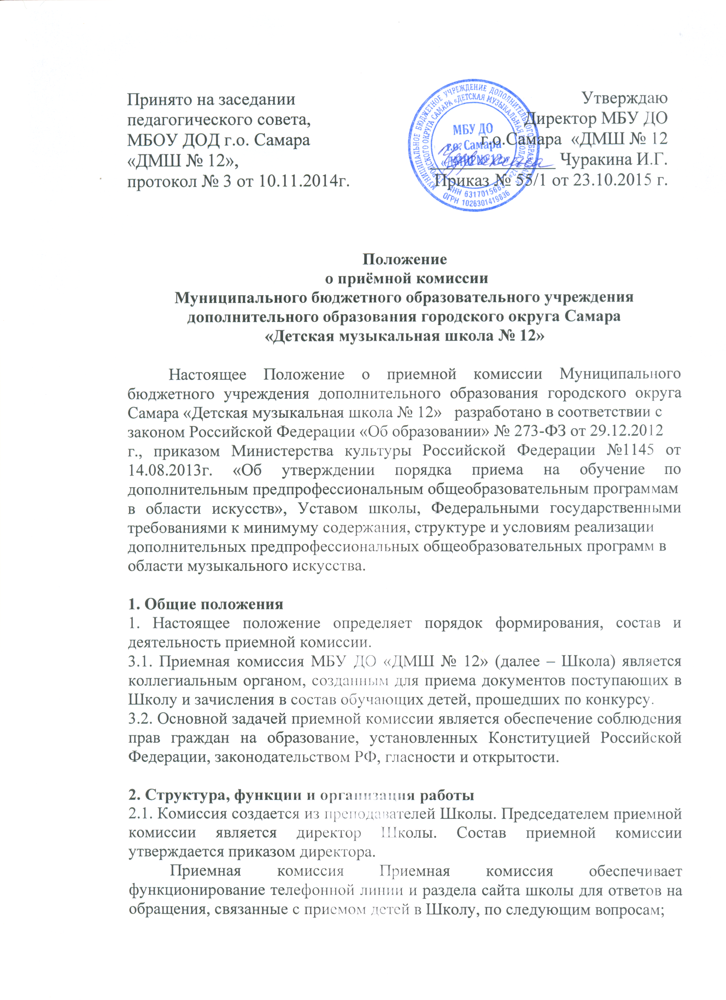 Принято на заседании
педагогического совета,
МБОУ ДОД г.о. Самара
«ДМШ № 12»,
протокол № 3 от 10.11.2014г.
Утверждаю
Директор МБУ ДО
г.о.Самара «ДМШ № 12
Чуракина И.Г.
Приказ № 55/1 от 23.10.2015 г.
МУНИЦИПАЛЬНОЕ БЮДЖЕТНОЕ УЧРЕЖДЕНИЕ ДОПОЛНИТЕЛЬНОГО ОБРАЗОВАНИЯ
ГОРОДСКОГО ОКРУГА САМАРА «ДЕТСКАЯ МУЗЫКАЛЬНАЯ ШКОЛА № 12»
МБУ ДО
г.о. Самара
«ДМШ № 12»
ИНН 6317015663
ОГРН 1026301419836
Положение
о приёмной комиссии
Муниципального бюджетного образовательного учреждения
дополнительного образования городского округа Самара
«Детская музыкальная школа № 12»
Настоящее Положение о приемной комиссии Муниципального
бюджетного учреждения дополнительного образования городского округа
Самара «Детская музыкальная школа № 12» разработано в соответствии с
законом Российской Федерации «Об образовании» № 273-ФЗ от 29.12.2012
г., приказом Министерства культуры Российской Федерации №1145 от
14.08.2013г. «Об утверждении порядка приема на обучение по
дополнительным предпрофессиональным общеобразовательным программам
в области искусств», Уставом школы, Федеральными государственными
требованиями к минимуму содержания, структуре и условиям реализации
дополнительных предпрофессиональных общеобразовательных программ в
области музыкального искусства.
1. Общие положения
1. Настоящее положение определяет порядок формирования, состав и
деятельность приемной комиссии.
3.1. Приемная комиссия МБУ ДО «ДМШ № 12» (далее – Школа) является
коллегиальным органом, созданным для приема документов поступающих в
Школу и зачисления в состав обучающих детей, прошедших по конкурсу.
3.2. Основной задачей приемной комиссии является обеспечение соблюдения
прав граждан на образование, установленных Конституцией Российской
Федерации, законодательством РФ, гласности и открытости.
2. Структура, функции и организация работы
2.1. Комиссия создается из преподавателей Школы. Председателем приемной
комиссии является директор Школы. Состав приемной комиссии
утверждается приказом директора.
Приемная комиссия Приемная комиссия обеспечивает
функционирование телефонной линии и раздела сайта школы для ответов на
обращения, связанные с приемом детей в Школу, по следующим вопросам;